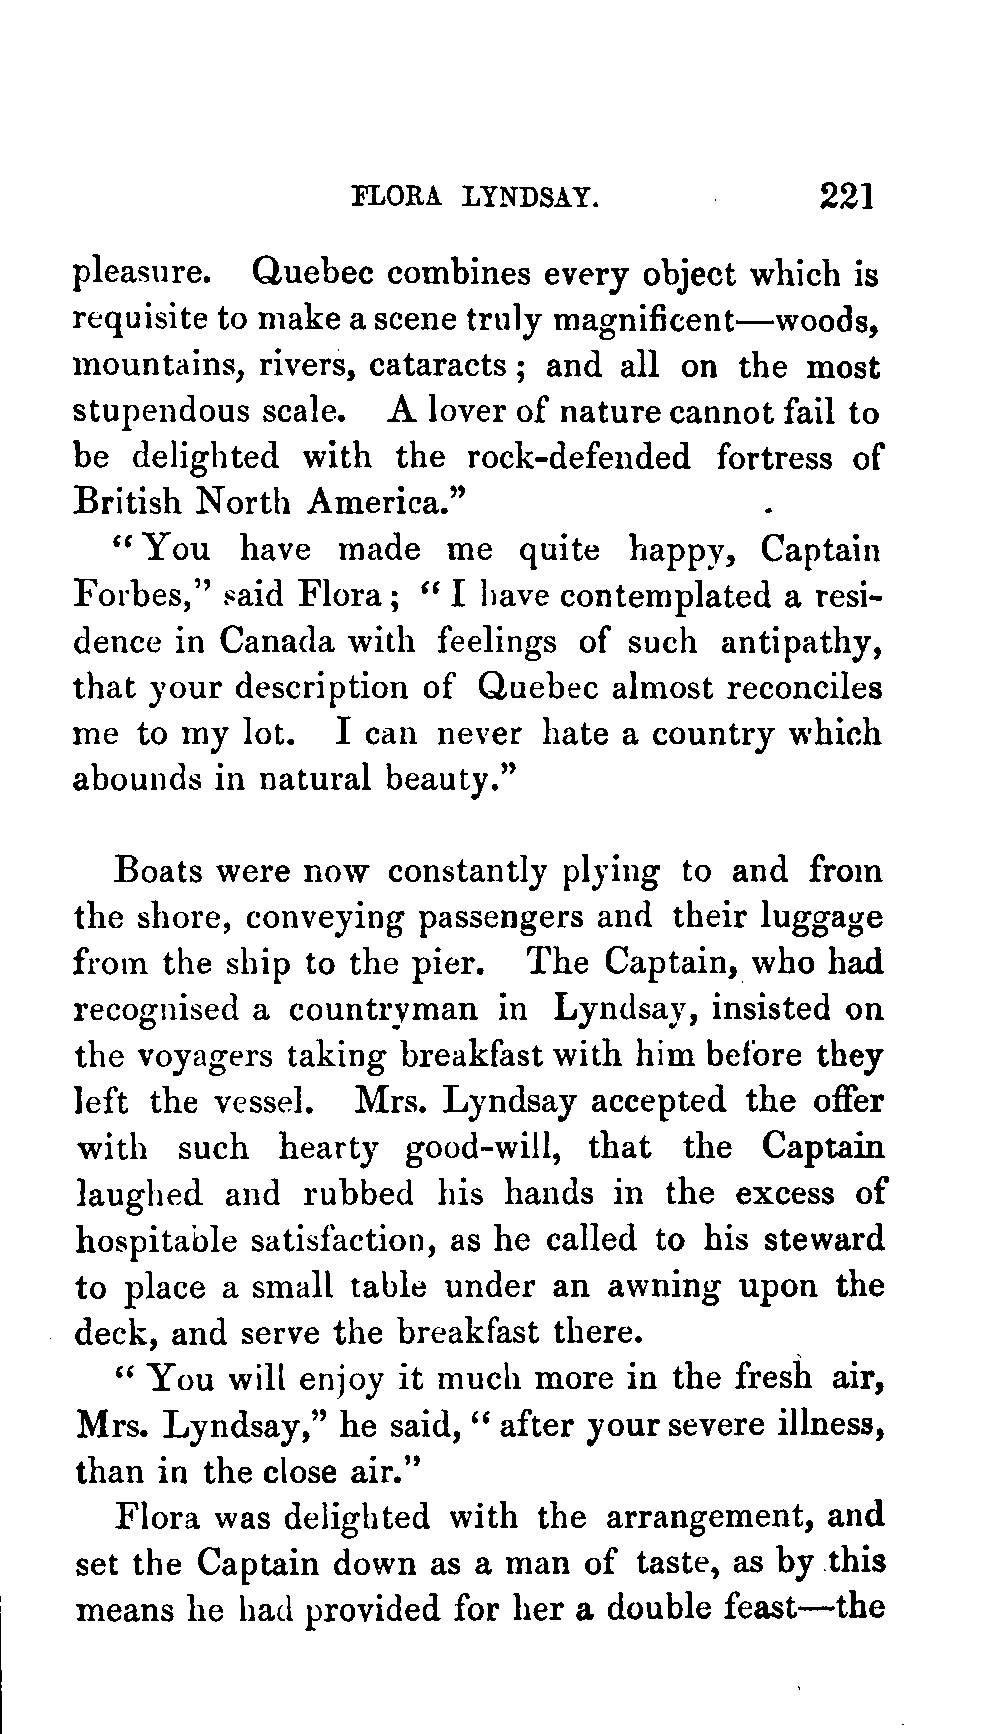 FLORA LYNDSAY. 221
pleasure. Quebec combines every object which is
requisite to make a scene truly magnificent—woods,
mountains, rivers, cataracts; and all on the most
stupendous scale. A lover of nature cannot fail to
be delighted with the rock-defended fortress of
British North America.”
“You have made me quite happy, Captain
Forbes,” said Flora; “I have contemplated a resi-
dence in Canada with feelings of such antipathy,
that your description of Quebec almost reconciles
me to my lot. I can never hate a country which
abounds in natural beauty.”
Boats were now constantly plying to and from
the shore, conveying passengers and their luggage
from the ship to the pier. The Captain, who had
recognised a countryman in Lyndsay, insisted on
the voyagers taking breakfast with him before they
left the vessel. Mrs. Lyndsay accepted the offer
with such hearty good-will, that the Captain
laughed and rubbed his hands in the excess of
hospitable satisfaction, as he called to his steward
to place a small table under an awning upon the
deck, and serve the breakfast there.
“You will enjoy it much more in the fresh air,
Mrs. Lyndsay,” he said, “after your severe illness,
than in the close air.”
Flora was delighted with the arrangement, and
set the Captain down as a man of taste, as by this
means he had provided for her a double feast—the